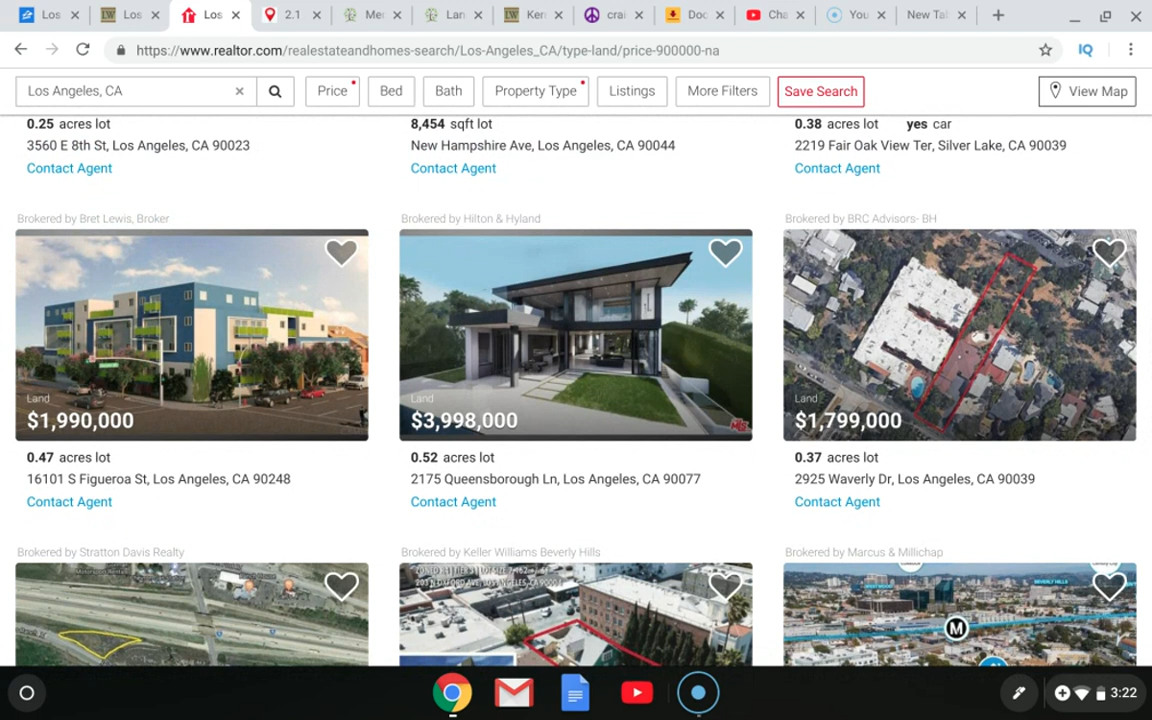 Los
Los
Los
2.1
Mer
Lan
Kerr
crai
Doc
Cha
You
New Tab
https://www.realtor.com/realestateandhomes-search/Los-Angeles_CA/type-land/price-900000-na
IQ
Los Angeles, CA
Price
Bed
Bath
Property Type
Listings
More Filters
Save Search
View Map
0.25 acres lot
3560 E 8th St, Los Angeles, CA 90023
Contact Agent
8,454 sqft lot
New Hampshire Ave, Los Angeles, CA 90044
Contact Agent
0.38 acres lot yes car
2219 Fair Oak View Ter, Silver Lake, CA 90039
Contact Agent
Brokered by Bret Lewis, Broker
Land
$1,990,000
0.47 acres lot
16101 S Figueroa St, Los Angeles, CA 90248
Contact Agent
Brokered by Hilton & Hyland
Land
$3,998,000
0.52 acres lot
2175 Queensborough Ln, Los Angeles, CA 90077
Contact Agent
Brokered by BRC Advisors- BH
Land
$1,799,000
0.37 acres lot
2925 Waverly Dr, Los Angeles, CA 90039
Contact Agent
Brokered by Stratton Davis Realty
Brokered by Keller Williams Beverly Hills
Brokered by Marcus & Millichap
M
3:22